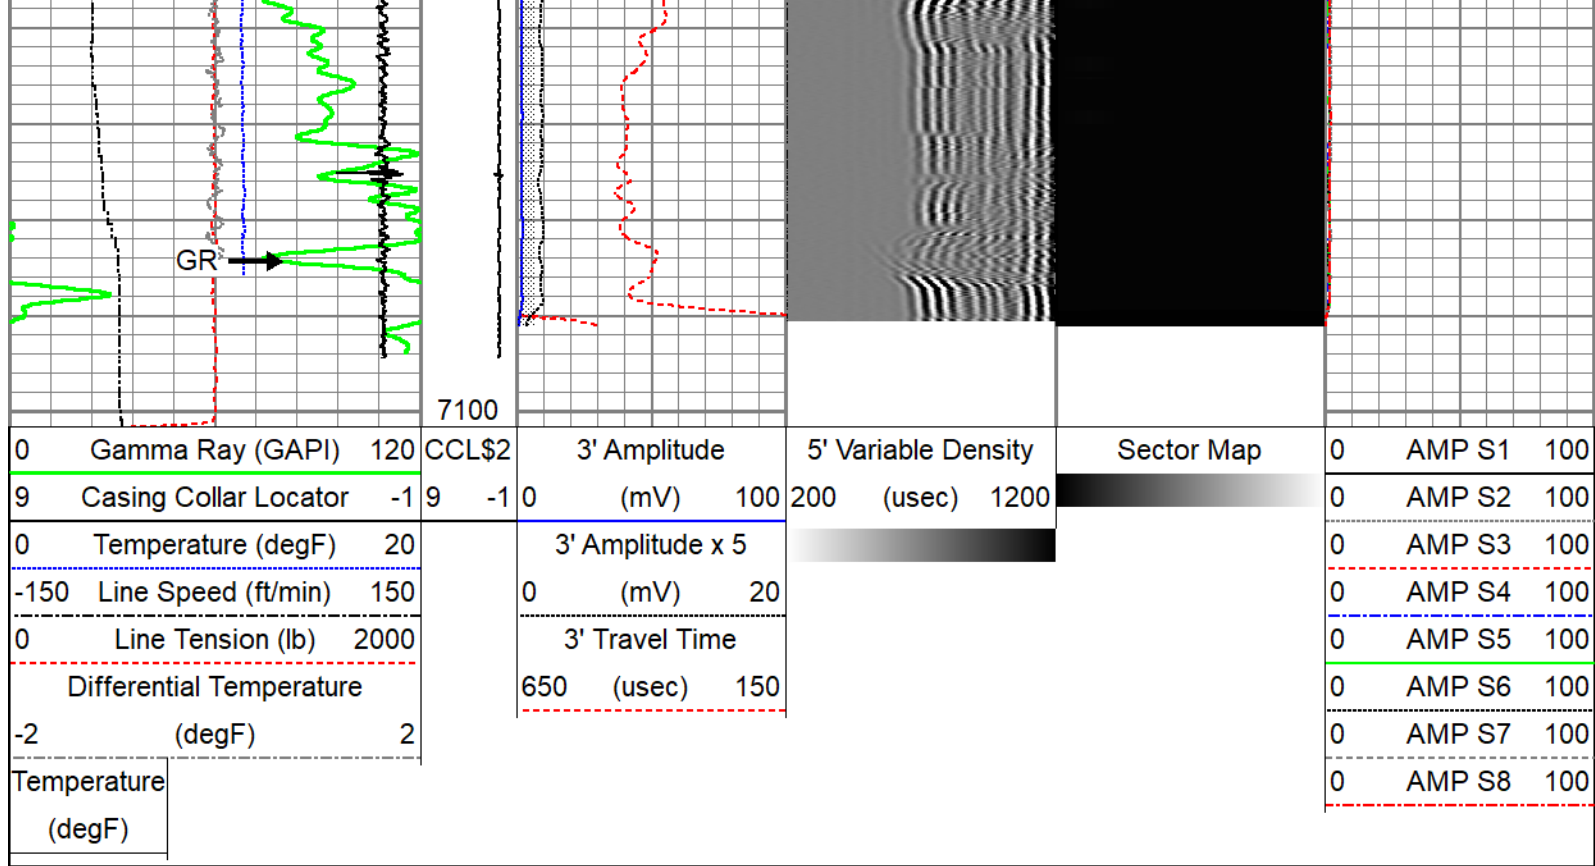 GR
7100
0 Gamma Ray (GAPI) 120
9 Casing Collar Locator -1
0 Temperature (degF) 20
-150 Line Speed (ft/min) 150
0 Line Tension (lb) 2000
Differential Temperature
-2 (degF) 2
Temperature
(degF)
CCL$2
9 -1
3' Amplitude
0 (mV) 100
3' Amplitude x 5
0 (mV) 20
3' Travel Time
650 (usec) 150
5' Variable Density
200 (usec) 1200
Sector Map
0 AMP S1 100
0 AMP S2 100
0 AMP S3 100
0 AMP S4 100
0 AMP S5 100
0 AMP S6 100
0 AMP S7 100
0 AMP S8 100